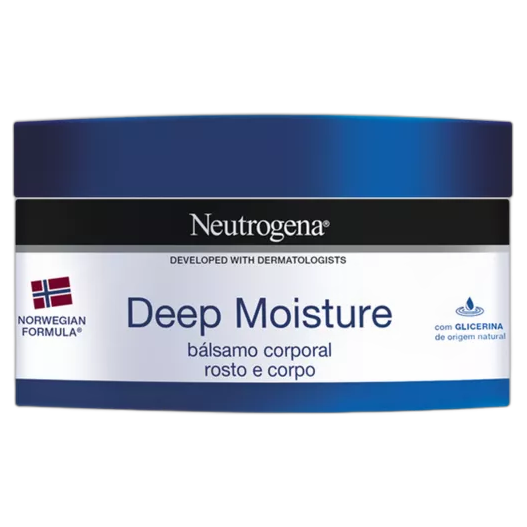 Neutrogena®
DEVELOPED WITH DERMATOLOGISTS
NORWEGIAN
FORMULA®
Deep Moisture
bálsamo corporal
rosto e corpo
com GLICERINA
de origem natural